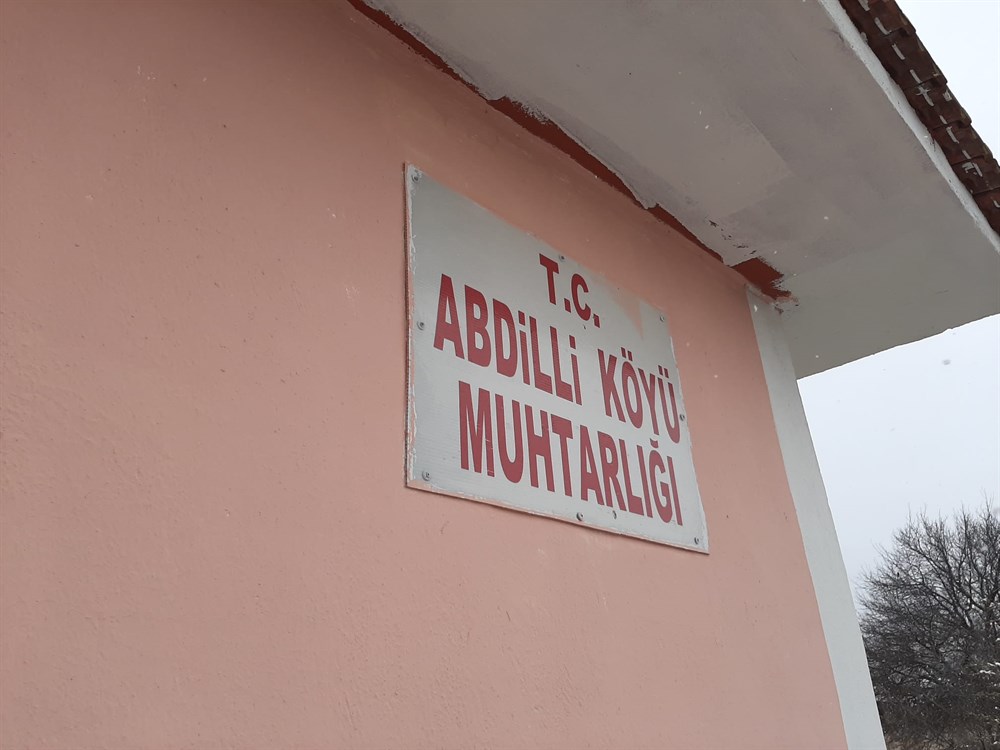 T.C.
ABDiLLi KÖYÜ
MUHTARLIĞI